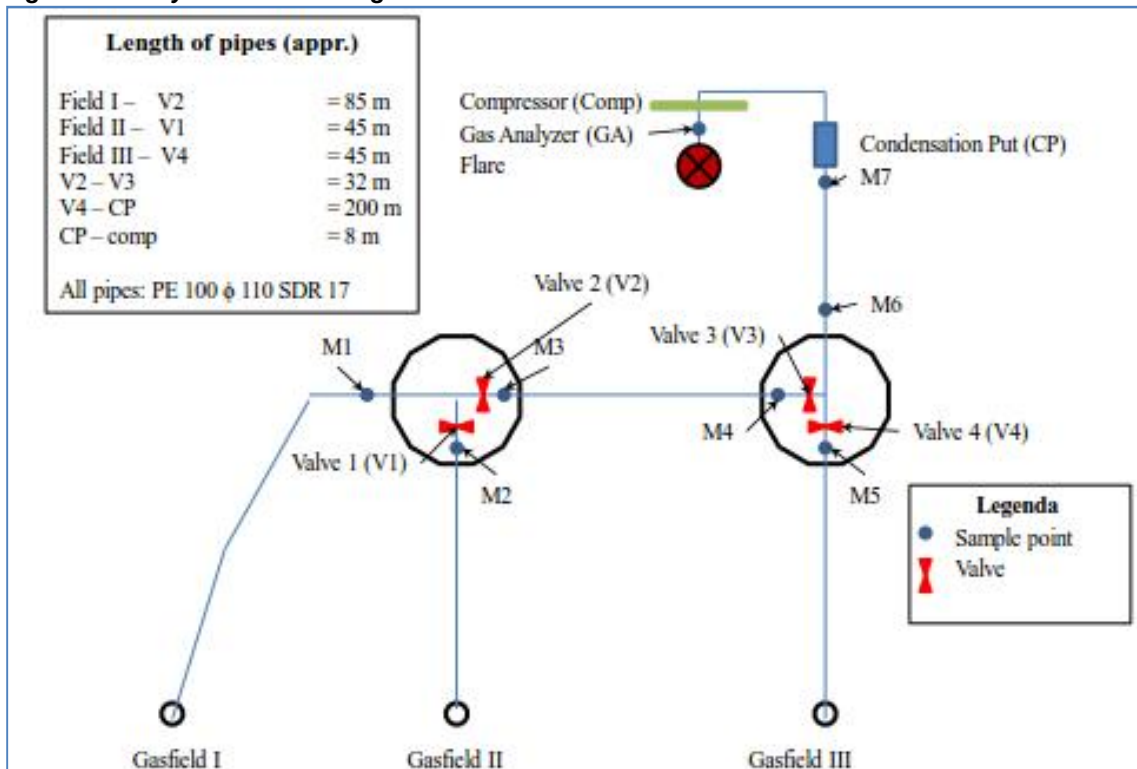 Length of pipes (appr.)
Field I – V2 = 85 m
Field II – V1 = 45 m
Field III – V4 = 45 m
V2 – V3 = 32 m
V4 – CP = 200 m
CP – comp = 8 m
All pipes: PE 100 ϕ 110 SDR 17
Compressor (Comp)
Gas Analyzer (GA)
Flare
Condensation Put (CP)
M7
Valve 2 (V2)
M6
M1
M3
Valve 3 (V3)
M4
Valve 4 (V4)
Valve 1 (V1)
M2
M5
Legenda
Sample point
Valve
Gasfield I
Gasfield II
Gasfield III